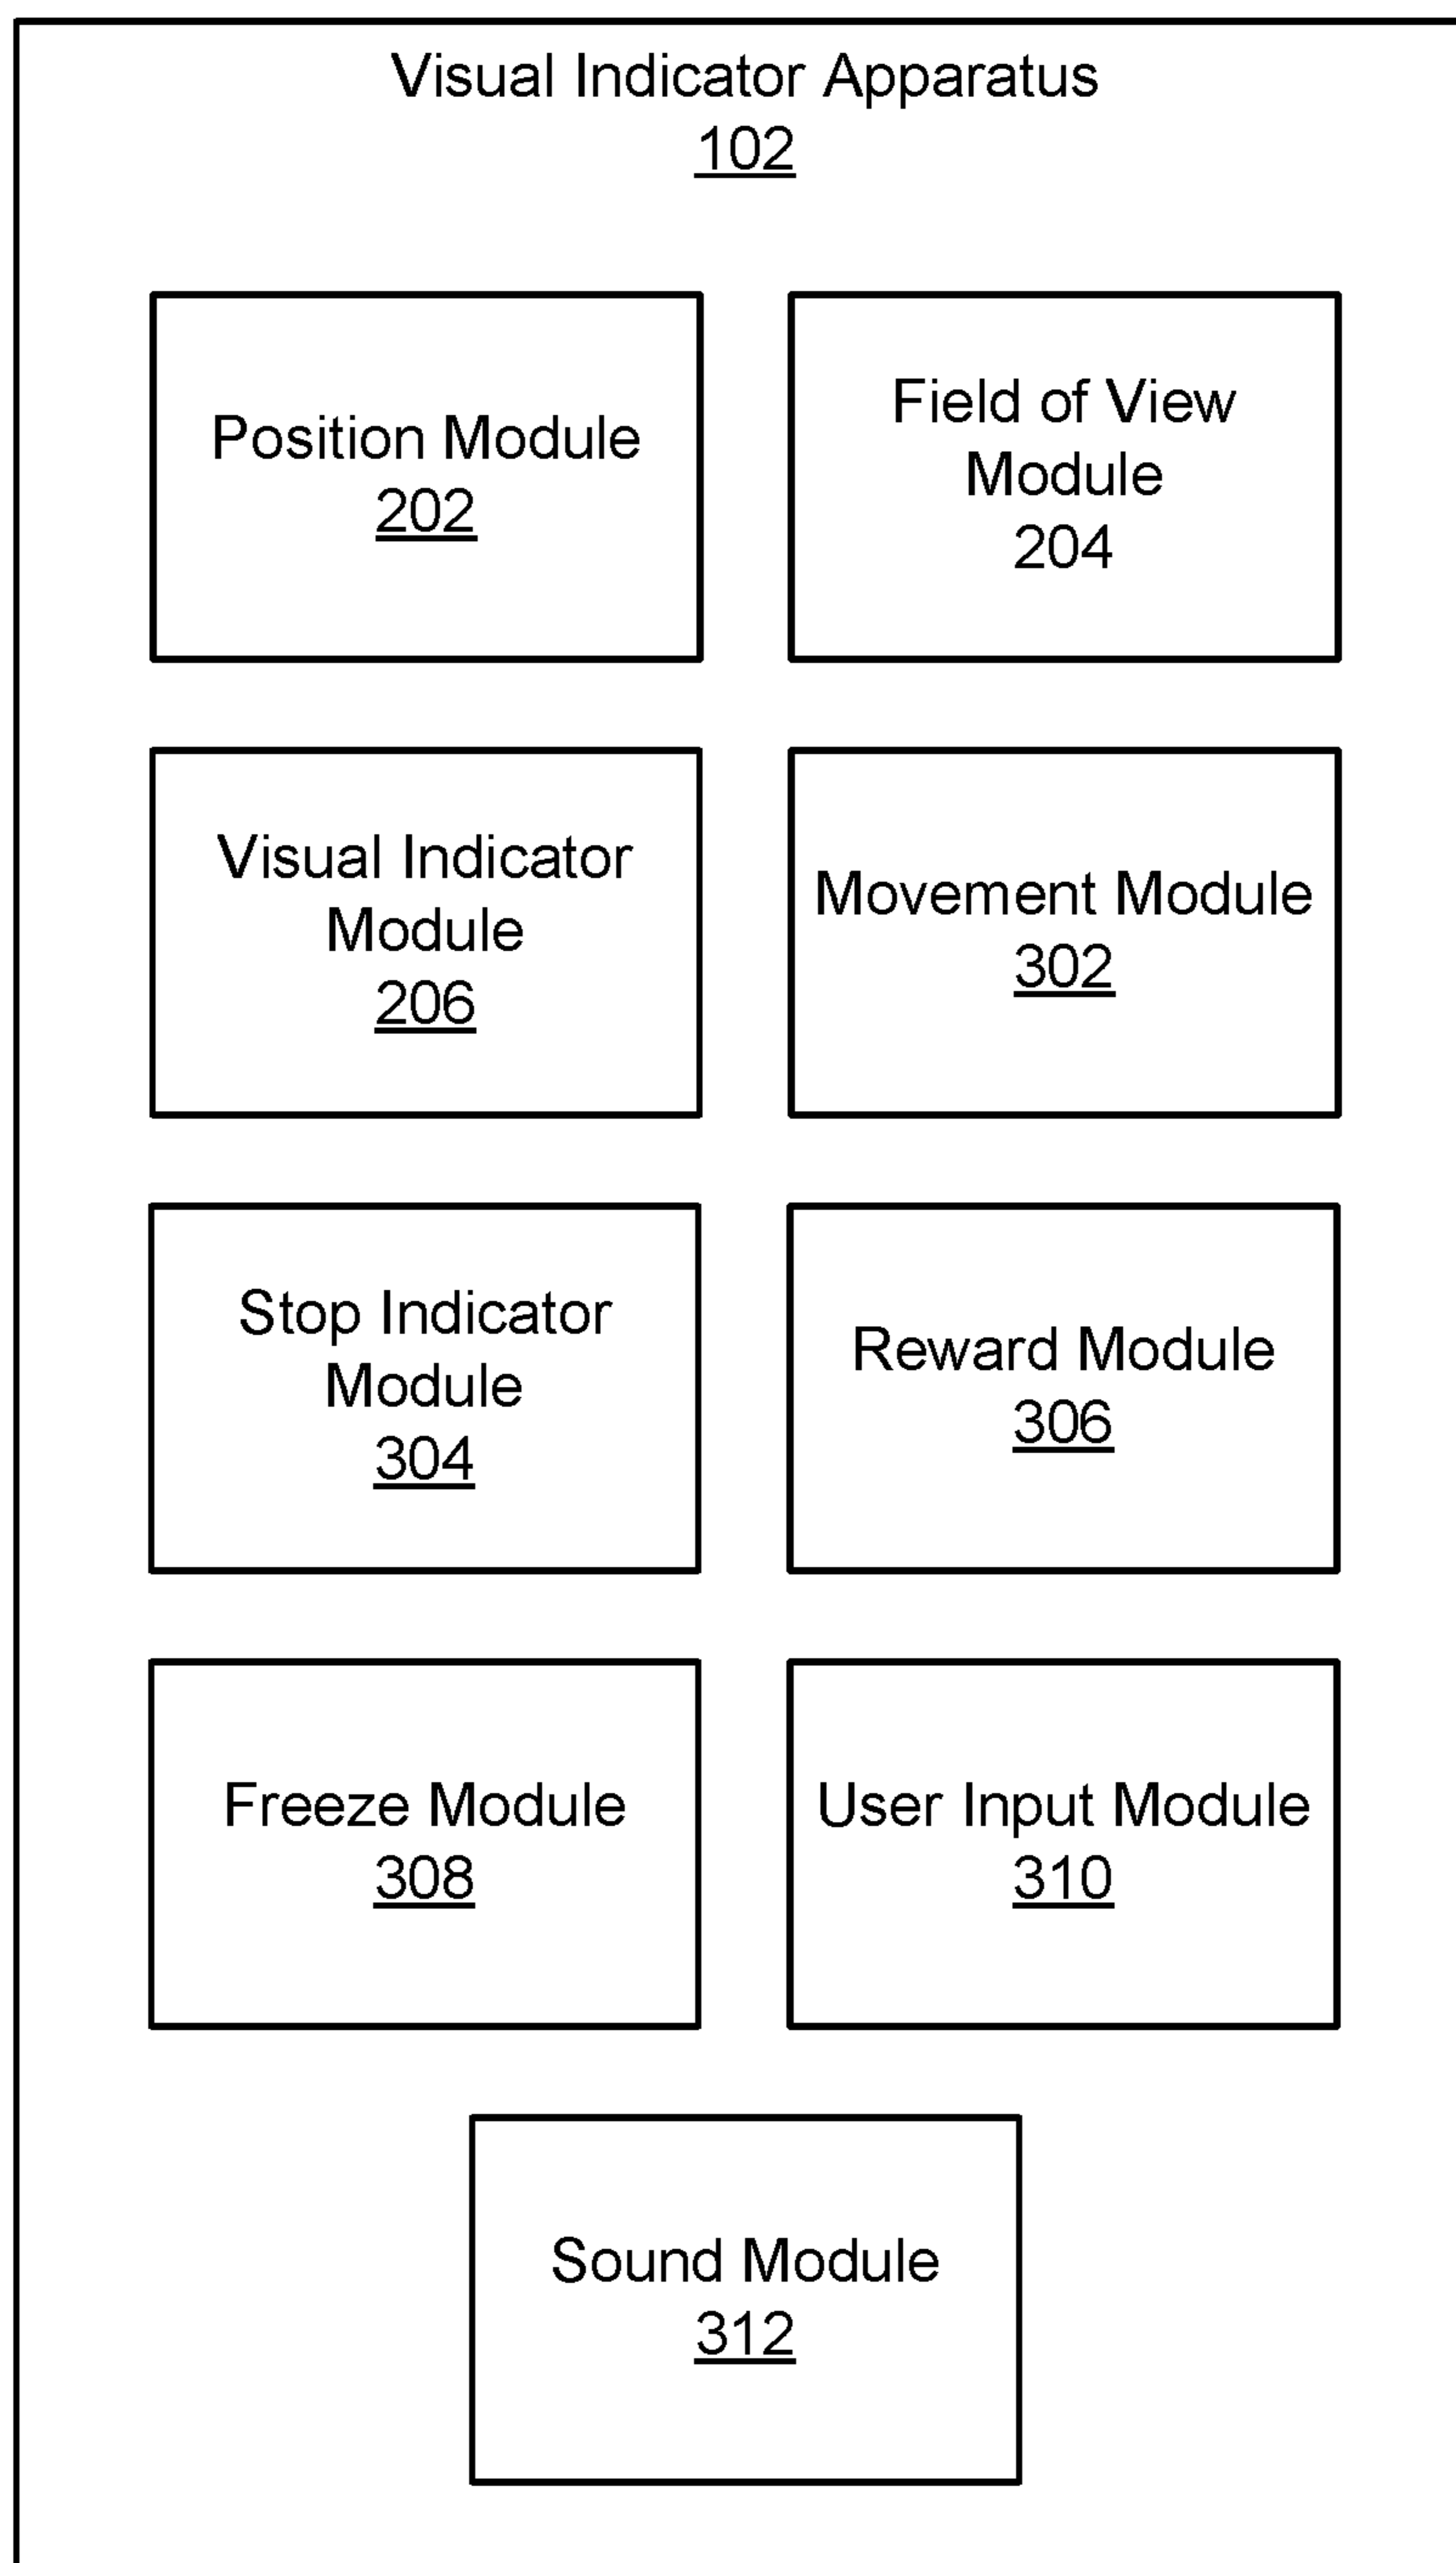 Visual Indicator Apparatus
102
Position Module
202
Field of View
Module
204
Visual Indicator
Module
206
Movement Module
302
Stop Indicator
Module
304
Reward Module
306
Freeze Module
308
User Input Module
310
Sound Module
312